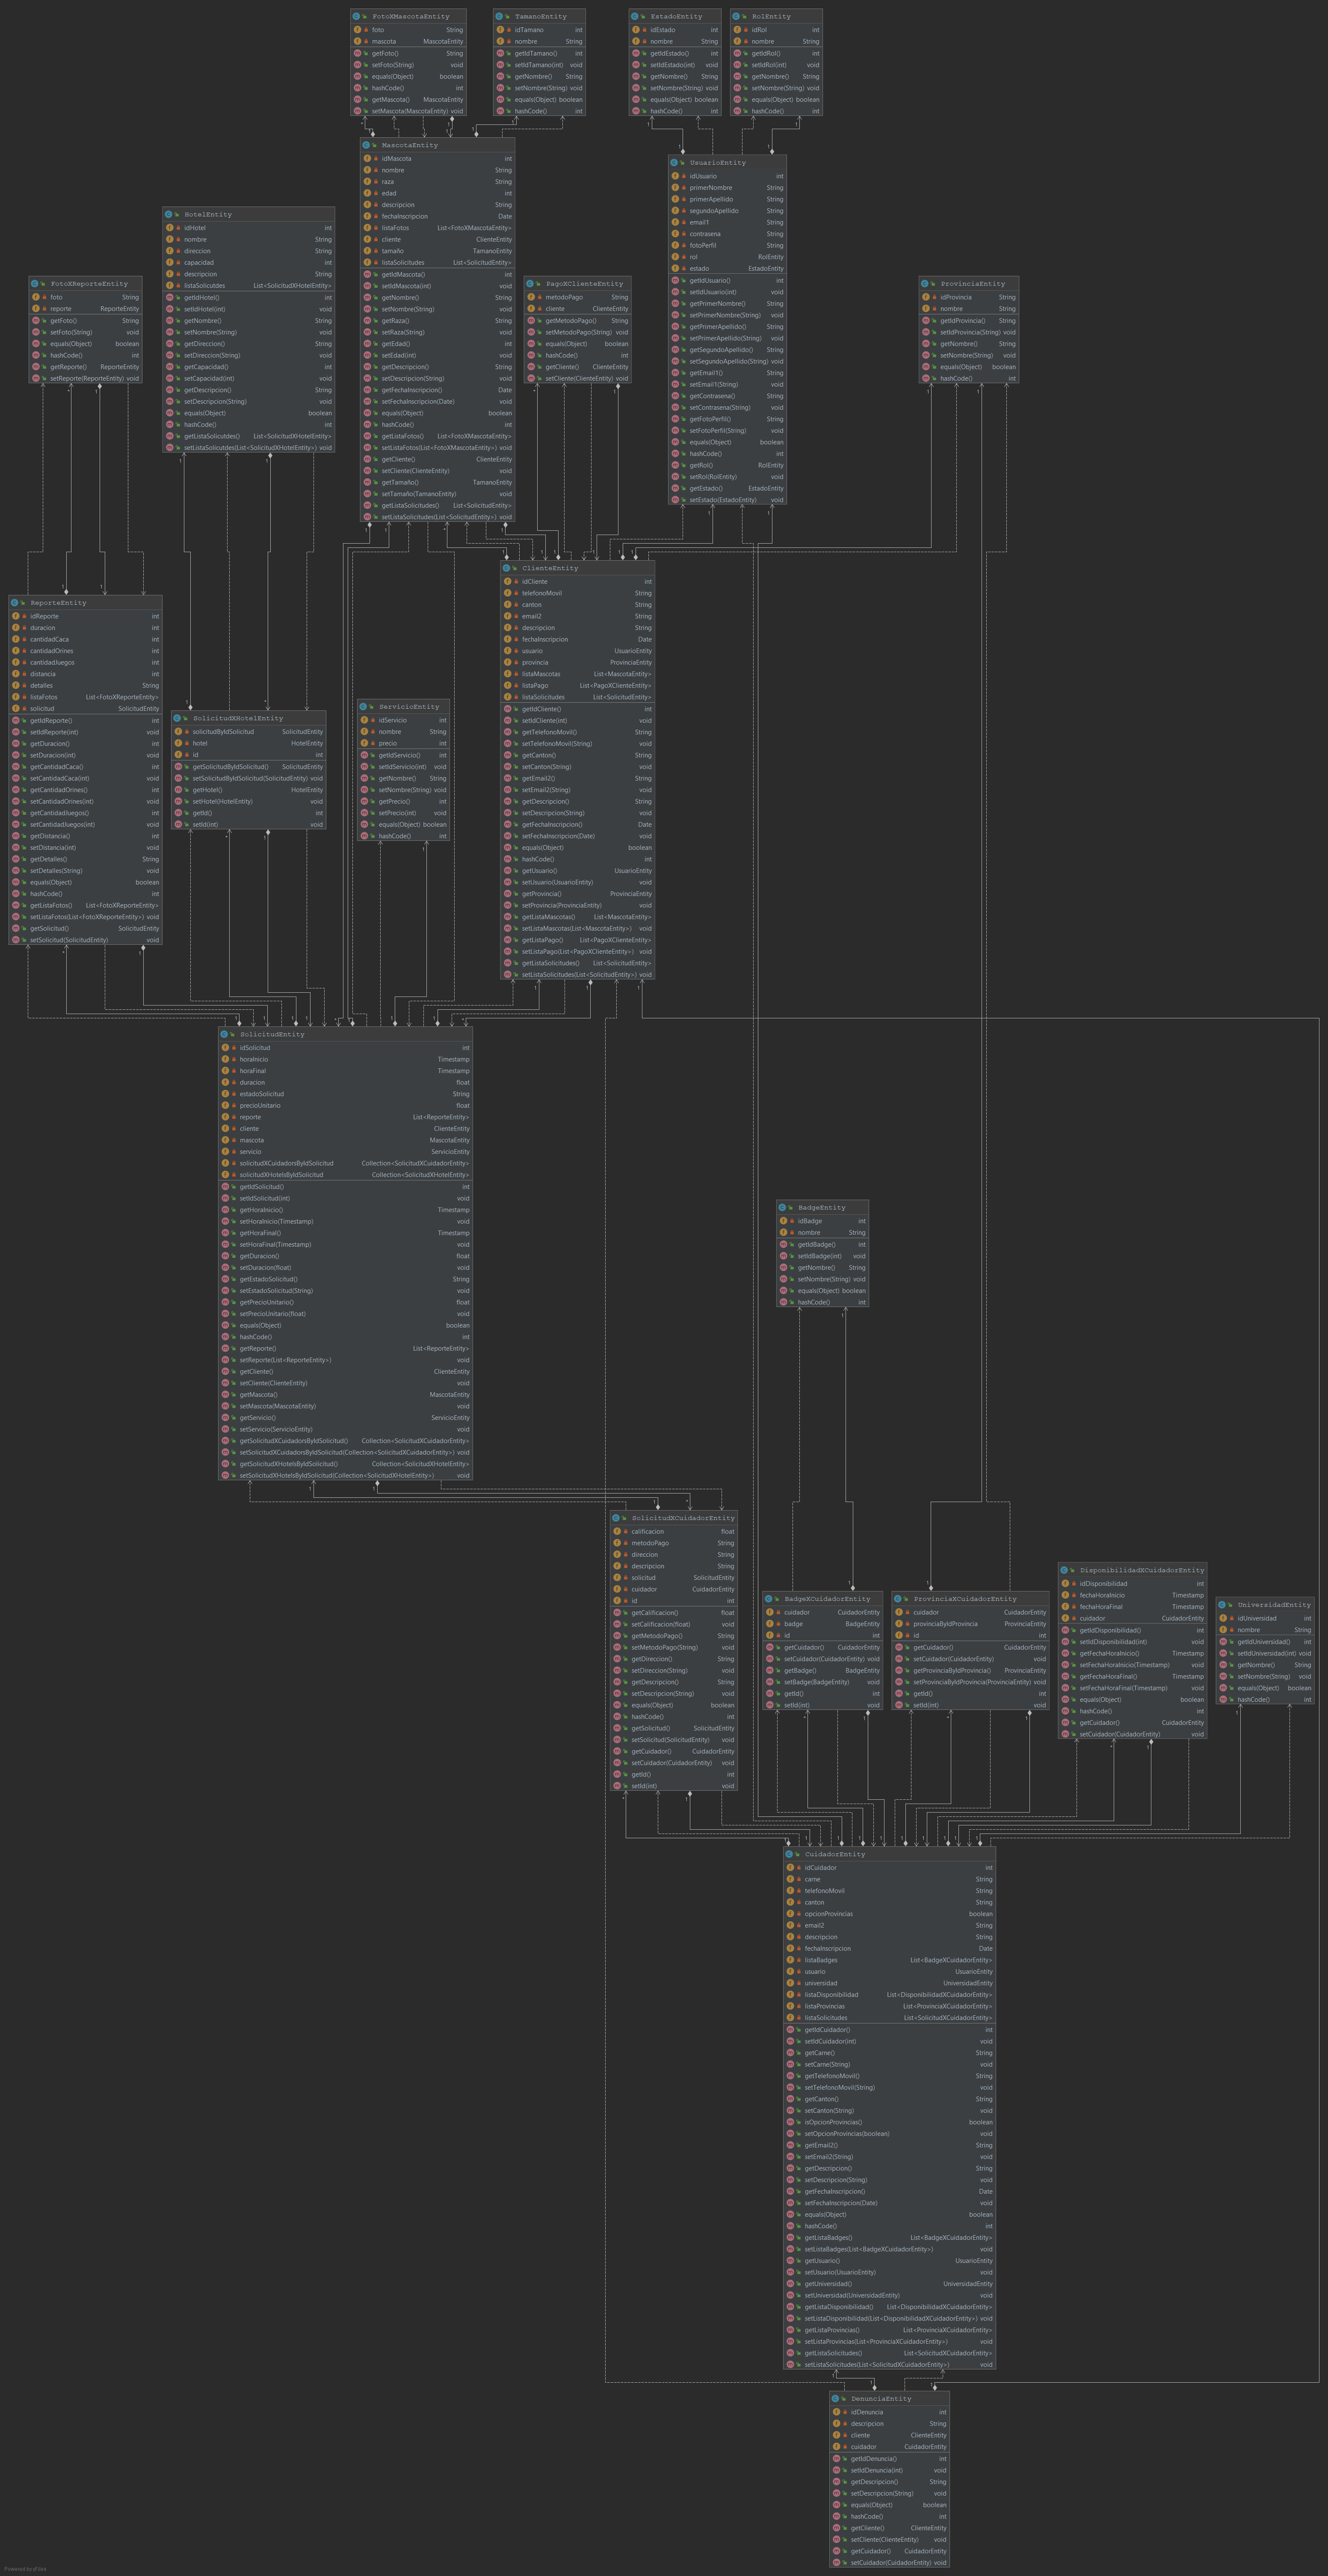 FotoXMascotaEntity
foto String
mascota MascotaEntity
getFoto() String
setFoto(String) void
equals(Object) boolean
hashCode() int
getMascota() MascotaEntity
setMascota(MascotaEntity) void
TamanoEntity
idTamano int
nombre String
getIdTamano() int
setIdTamano(int) void
getNombre() String
setNombre(String) void
equals(Object) boolean
hashCode() int
EstadoEntity
idEstado int
nombre String
getIdEstado() int
setIdEstado(int) void
getNombre() String
setNombre(String) void
equals(Object) boolean
hashCode() int
RolEntity
idRol int
nombre String
getIdRol() int
setIdRol(int) void
getNombre() String
setNombre(String) void
equals(Object) boolean
hashCode() int
MascotaEntity
idMascota int
nombre String
raza String
edad int
descripcion String
fechaInscripcion Date
listaFotos List<FotoXMascotaEntity>
cliente ClienteEntity
tamaño TamanoEntity
listaSolicitudes List<SolicitudEntity>
getIdMascota() int
setIdMascota(int) void
getNombre() String
setNombre(String) void
getRaza() String
setRaza(String) void
getEdad() int
setEdad(int) void
getDescripcion() String
setDescripcion(String) void
getFechaInscripcion() Date
setFechaInscripcion(Date) void
equals(Object) boolean
hashCode() int
getListaFotos() List<FotoXMascotaEntity>
setListaFotos(List<FotoXMascotaEntity>) void
getCliente() ClienteEntity
setCliente(ClienteEntity) void
getTamaño() TamanoEntity
setTamaño(TamanoEntity) void
getListaSolicitudes() List<SolicitudEntity>
setListaSolicitudes(List<SolicitudEntity>) void
UsuarioEntity
idUsuario int
primerNombre String
primerApellido String
segundoApellido String
email1 String
contrasena String
fotoPerfil String
rol RolEntity
estado EstadoEntity
getIdUsuario() int
setIdUsuario(int) void
getPrimerNombre() String
setPrimerNombre(String) void
getPrimerApellido() String
setPrimerApellido(String) void
getSegundoApellido() String
setSegundoApellido(String) void
getEmail1() String
setEmail1(String) void
getContrasena() String
setContrasena(String) void
getFotoPerfil() String
setFotoPerfil(String) void
equals(Object) boolean
hashCode() int
getRol() RolEntity
setRol(RolEntity) void
getEstado() EstadoEntity
setEstado(EstadoEntity) void
HotelEntity
idHotel int
nombre String
direccion String
capacidad int
descripcion String
listaSolicutdes List<SolicitudXHotelEntity>
getIdHotel() int
setIdHotel(int) void
getNombre() String
setNombre(String) void
getDireccion() String
setDireccion(String) void
getCapacidad() int
setCapacidad(int) void
getDescripcion() String
setDescripcion(String) void
equals(Object) boolean
hashCode() int
getListaSolicutdes() List<SolicitudXHotelEntity>
setListaSolicutdes(List<SolicitudXHotelEntity>) void
FotoXReporteEntity
foto String
reporte ReporteEntity
getFoto() String
setFoto(String) void
equals(Object) boolean
hashCode() int
getReporte() ReporteEntity
setReporte(ReporteEntity) void
PagoXClienteEntity
metodoPago String
cliente ClienteEntity
getMetodoPago() String
setMetodoPago(String) void
equals(Object) boolean
hashCode() int
getCliente() ClienteEntity
setCliente(ClienteEntity) void
ProvinciaEntity
idProvincia String
nombre String
getIdProvincia() String
setIdProvincia(String) void
getNombre() String
setNombre(String) void
equals(Object) boolean
hashCode() int
ClienteEntity
idCliente int
telefonoMovil String
canton String
email2 String
descripcion String
fechaInscripcion Date
usuario UsuarioEntity
provincia ProvinciaEntity
listaMascotas List<MascotaEntity>
listaPago List<PagoXClienteEntity>
listaSolicitudes List<SolicitudEntity>
getIdCliente() int
setIdCliente(int) void
getTelefonoMovil() String
setTelefonoMovil(String) void
getCanton() String
setCanton(String) void
getEmail2() String
setEmail2(String) void
getDescripcion() String
setDescripcion(String) void
getFechaInscripcion() Date
setFechaInscripcion(Date) void
equals(Object) boolean
hashCode() int
getUsuario() UsuarioEntity
setUsuario(UsuarioEntity) void
getProvincia() ProvinciaEntity
setProvincia(ProvinciaEntity) void
getListaMascotas() List<MascotaEntity>
setListaMascotas(List<MascotaEntity>) void
getListaPago() List<PagoXClienteEntity>
setListaPago(List<PagoXClienteEntity>) void
getListaSolicitudes() List<SolicitudEntity>
setListaSolicitudes(List<SolicitudEntity>) void
ReporteEntity
idReporte int
duracion int
cantidadCaca int
cantidadOrines int
cantidadJuegos int
distancia int
detalles String
listaFotos List<FotoXReporteEntity>
solicitud SolicitudEntity
getIdReporte() int
setIdReporte(int) void
getDuracion() int
setDuracion(int) void
getCantidadCaca() int
setCantidadCaca(int) void
getCantidadOrines() int
setCantidadOrines(int) void
getCantidadJuegos() int
setCantidadJuegos(int) void
getDistancia() int
setDistancia(int) void
getDetalles() String
setDetalles(String) void
equals(Object) boolean
hashCode() int
getListaFotos() List<FotoXReporteEntity>
setListaFotos(List<FotoXReporteEntity>) void
getSolicitud() SolicitudEntity
setSolicitud(SolicitudEntity) void
SolicitudXHotelEntity
solicitudByIdSolicitud SolicitudEntity
hotel HotelEntity
id int
getSolicitudByIdSolicitud() SolicitudEntity
setSolicitudByIdSolicitud(SolicitudEntity) void
getHotel() HotelEntity
setHotel(HotelEntity) void
getId() int
setId(int) void
ServicioEntity
idServicio int
nombre String
precio int
getIdServicio() int
setIdServicio(int) void
getNombre() String
setNombre(String) void
getPrecio() int
setPrecio(int) void
equals(Object) boolean
hashCode() int
SolicitudEntity
idSolicitud int
horaInicio Timestamp
horaFinal Timestamp
duracion float
estadoSolicitud String
precioUnitario float
reporte List<ReporteEntity>
cliente ClienteEntity
mascota MascotaEntity
servicio ServicioEntity
solicitudXCuidadorsByIdSolicitud Collection<SolicitudXCuidadorEntity>
solicitudXHotelsByIdSolicitud Collection<SolicitudXHotelEntity>
getIdSolicitud() int
setIdSolicitud(int) void
getHoraInicio() Timestamp
setHoraInicio(Timestamp) void
getHoraFinal() Timestamp
setHoraFinal(Timestamp) void
getDuracion() float
setDuracion(float) void
getEstadoSolicitud() String
setEstadoSolicitud(String) void
getPrecioUnitario() float
setPrecioUnitario(float) void
equals(Object) boolean
hashCode() int
getReporte() List<ReporteEntity>
setReporte(List<ReporteEntity>) void
getCliente() ClienteEntity
setCliente(ClienteEntity) void
getMascota() MascotaEntity
setMascota(MascotaEntity) void
getServicio() ServicioEntity
setServicio(ServicioEntity) void
getSolicitudXCuidadorsByIdSolicitud() Collection<SolicitudXCuidadorEntity>
setSolicitudXCuidadorsByIdSolicitud(Collection<SolicitudXCuidadorEntity>) void
getSolicitudXHotelsByIdSolicitud() Collection<SolicitudXHotelEntity>
setSolicitudXHotelsByIdSolicitud(Collection<SolicitudXHotelEntity>) void
BadgeEntity
idBadge int
nombre String
getIdBadge() int
setIdBadge(int) void
getNombre() String
setNombre(String) void
equals(Object) boolean
hashCode() int
SolicitudXCuidadorEntity
calificacion float
metodoPago String
direccion String
descripcion String
solicitud SolicitudEntity
cuidador CuidadorEntity
id int
getCalificacion() float
setCalificacion(float) void
getMetodoPago() String
setMetodoPago(String) void
getDireccion() String
setDireccion(String) void
getDescripcion() String
setDescripcion(String) void
equals(Object) boolean
hashCode() int
getSolicitud() SolicitudEntity
setSolicitud(SolicitudEntity) void
getCuidador() CuidadorEntity
setCuidador(CuidadorEntity) void
getId() int
setId(int) void
BadgeXCuidadorEntity
cuidador CuidadorEntity
badge BadgeEntity
id int
getCuidador() CuidadorEntity
setCuidador(CuidadorEntity) void
getBadge() BadgeEntity
setBadge(BadgeEntity) void
getId() int
setId(int) void
ProvinciaXCuidadorEntity
cuidador CuidadorEntity
provinciaByIdProvincia ProvinciaEntity
id int
getCuidador() CuidadorEntity
setCuidador(CuidadorEntity) void
getProvinciaByIdProvincia() ProvinciaEntity
setProvinciaByIdProvincia(ProvinciaEntity) void
getId() int
setId(int) void
DisponibilidadXCuidadorEntity
idDisponibilidad int
fechaHoraInicio Timestamp
fechaHoraFinal Timestamp
cuidador CuidadorEntity
getIdDisponibilidad() int
setIdDisponibilidad(int) void
getFechaHoraInicio() Timestamp
setFechaHoraInicio(Timestamp) void
getFechaHoraFinal() Timestamp
setFechaHoraFinal(Timestamp) void
equals(Object) boolean
hashCode() int
getCuidador() CuidadorEntity
setCuidador(CuidadorEntity) void
UniversidadEntity
idUniversidad int
nombre String
getIdUniversidad() int
setIdUniversidad(int) void
getNombre() String
setNombre(String) void
equals(Object) boolean
hashCode() int
CuidadorEntity
idCuidador int
carne String
telefonoMovil String
canton String
opcionProvincias boolean
email2 String
descripcion String
fechaInscripcion Date
listaBadges List<BadgeXCuidadorEntity>
usuario UsuarioEntity
universidad UniversidadEntity
listaDisponibilidad List<DisponibilidadXCuidadorEntity>
listaProvincias List<ProvinciaXCuidadorEntity>
listaSolicitudes List<SolicitudXCuidadorEntity>
getIdCuidador() int
setIdCuidador(int) void
getCarne() String
setCarne(String) void
getTelefonoMovil() String
setTelefonoMovil(String) void
getCanton() String
setCanton(String) void
isOpcionProvincias() boolean
setOpcionProvincias(boolean) void
getEmail2() String
setEmail2(String) void
getDescripcion() String
setDescripcion(String) void
getFechaInscripcion() Date
setFechaInscripcion(Date) void
equals(Object) boolean
hashCode() int
getListaBadges() List<BadgeXCuidadorEntity>
setListaBadges(List<BadgeXCuidadorEntity>) void
getUsuario() UsuarioEntity
setUsuario(UsuarioEntity) void
getUniversidad() UniversidadEntity
setUniversidad(UniversidadEntity) void
getListaDisponibilidad() List<DisponibilidadXCuidadorEntity>
setListaDisponibilidad(List<DisponibilidadXCuidadorEntity>) void
getListaProvincias() List<ProvinciaXCuidadorEntity>
setListaProvincias(List<ProvinciaXCuidadorEntity>) void
getListaSolicitudes() List<SolicitudXCuidadorEntity>
setListaSolicitudes(List<SolicitudXCuidadorEntity>) void
DenunciaEntity
idDenuncia int
descripcion String
cliente ClienteEntity
cuidador CuidadorEntity
getIdDenuncia() int
setIdDenuncia(int) void
getDescripcion() String
setDescripcion(String) void
equals(Object) boolean
hashCode() int
getCliente() ClienteEntity
setCliente(ClienteEntity) void
getCuidador() CuidadorEntity
setCuidador(CuidadorEntity) void
Powered by yFiles